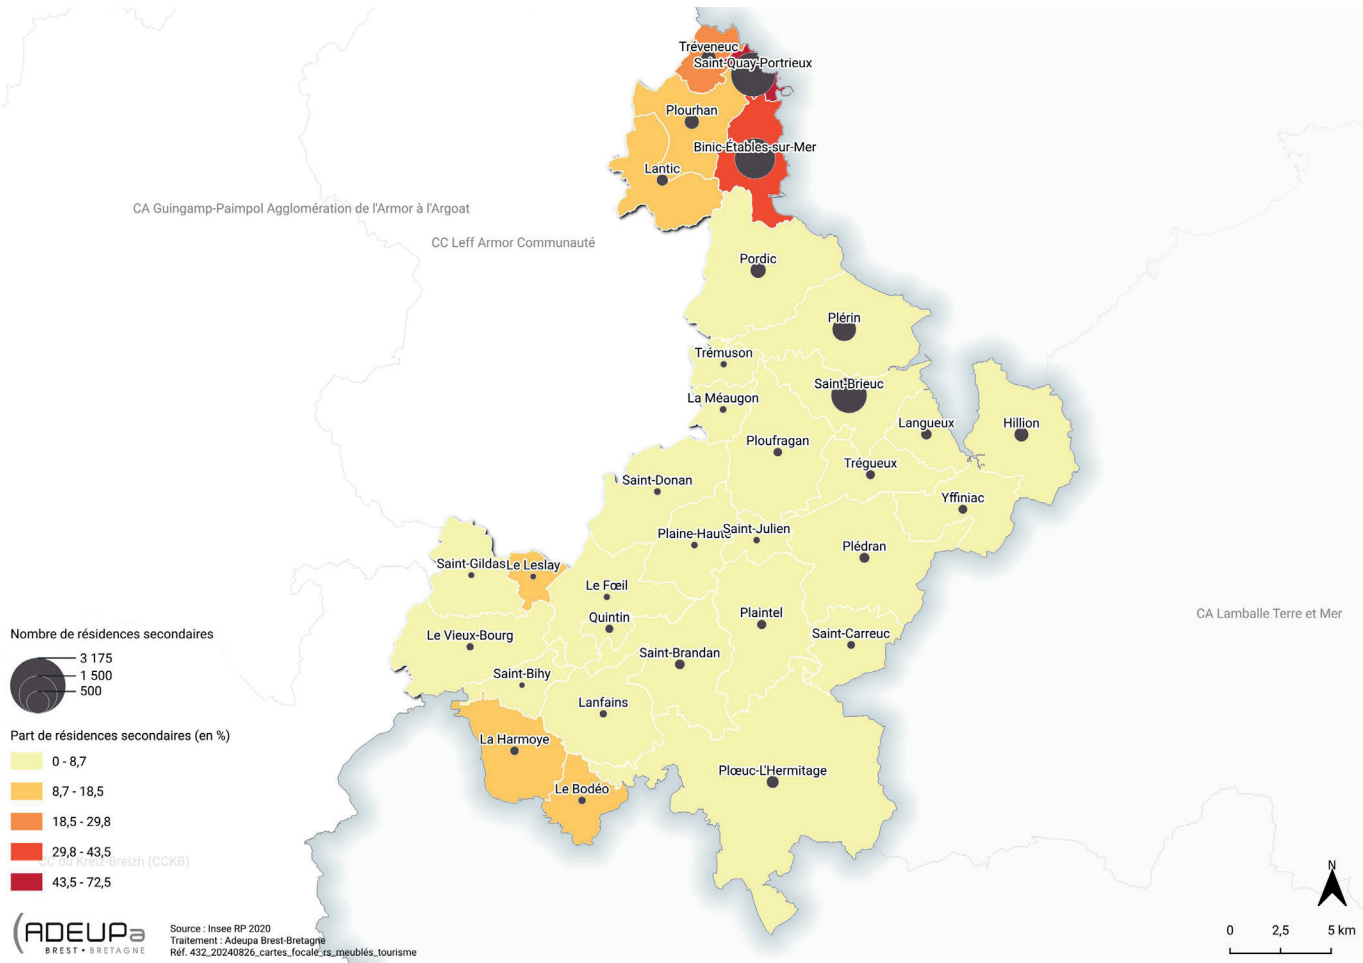 Tréveneuc
Saint-Quay-Portrieux
Plourhan
Binic-Étables-sur-Mer
Lantic
CA Guingamp-Paimpol Agglomération de l'Armor à l'Argoat
CC Leff Armor Communauté
Pordic
Plérin
Trémuson
Saint-Brieuc
La Méaugon
Langueux
Hillion
Ploufragan
Trégueux
Saint-Donan
Yffiniac
Plaine-Haute
Saint-Julien
Plédran
Saint-Gildas
Le Leslay
Le Fœil
Quintin
Plaintel
CA Lamballe Terre et Mer
Le Vieux-Bourg
Saint-Carreuc
Saint-Brandan
Saint-Bihy
Lanfains
La Harmoye
Plœuc-L'Hermitage
Le Bodéo
Nombre de résidences secondaires
3 175
1 500
500
Part de résidences secondaires (en %)
0 - 8,7
8,7 - 18,5
18,5 - 29,8
29,8 - 43,5
CC du Kreiz-Breizh (CCKB)
43,5 - 72,5
ADEUPa
BREST • BRETAGNE
Source : Insee RP 2020
Traitement : Adeupa Brest-Bretagne
Réf. 432_20240826_cartes_focale_rs_meublés_tourisme
N
0 2,5 5 km